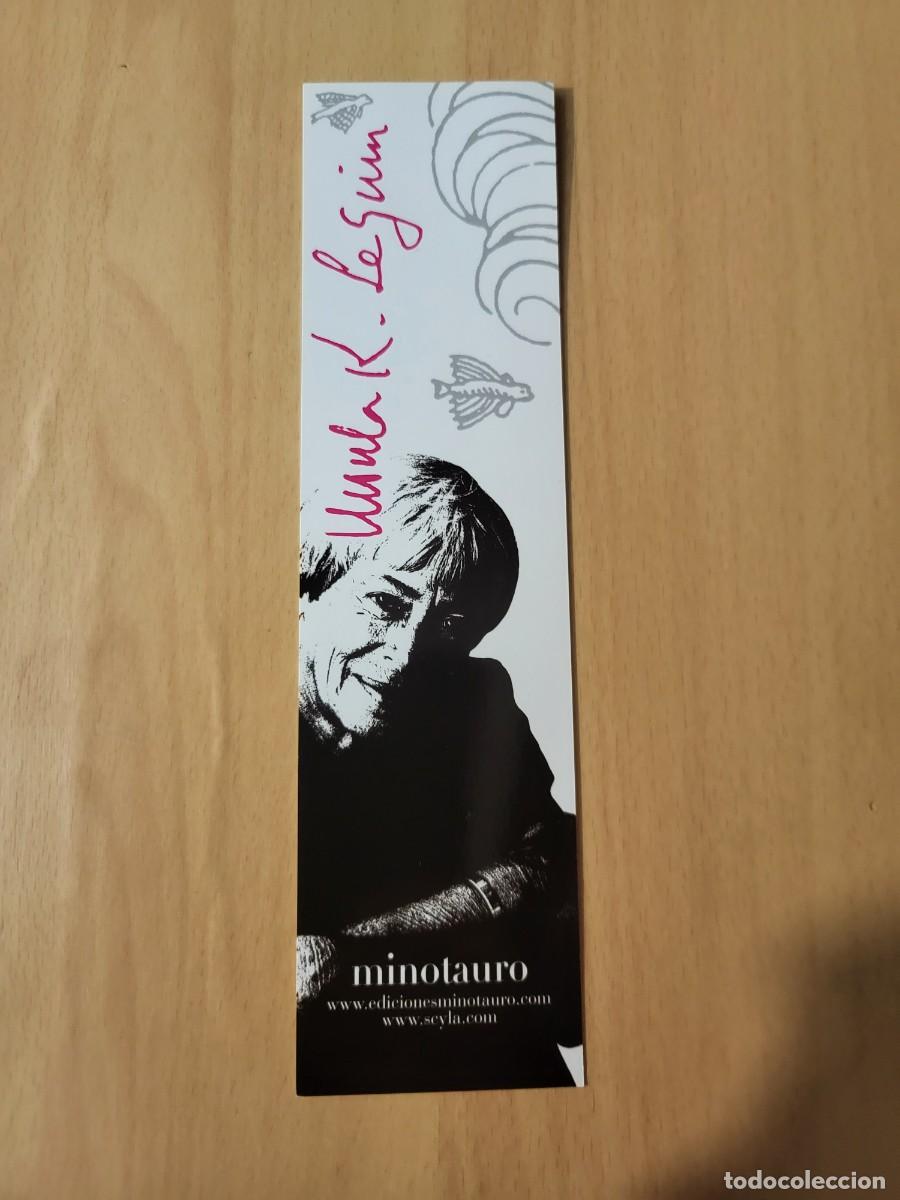 Ursula K. Le Guin
minotauro
www.edicionesminotauro.com
www.scyla.com
todocoleccion